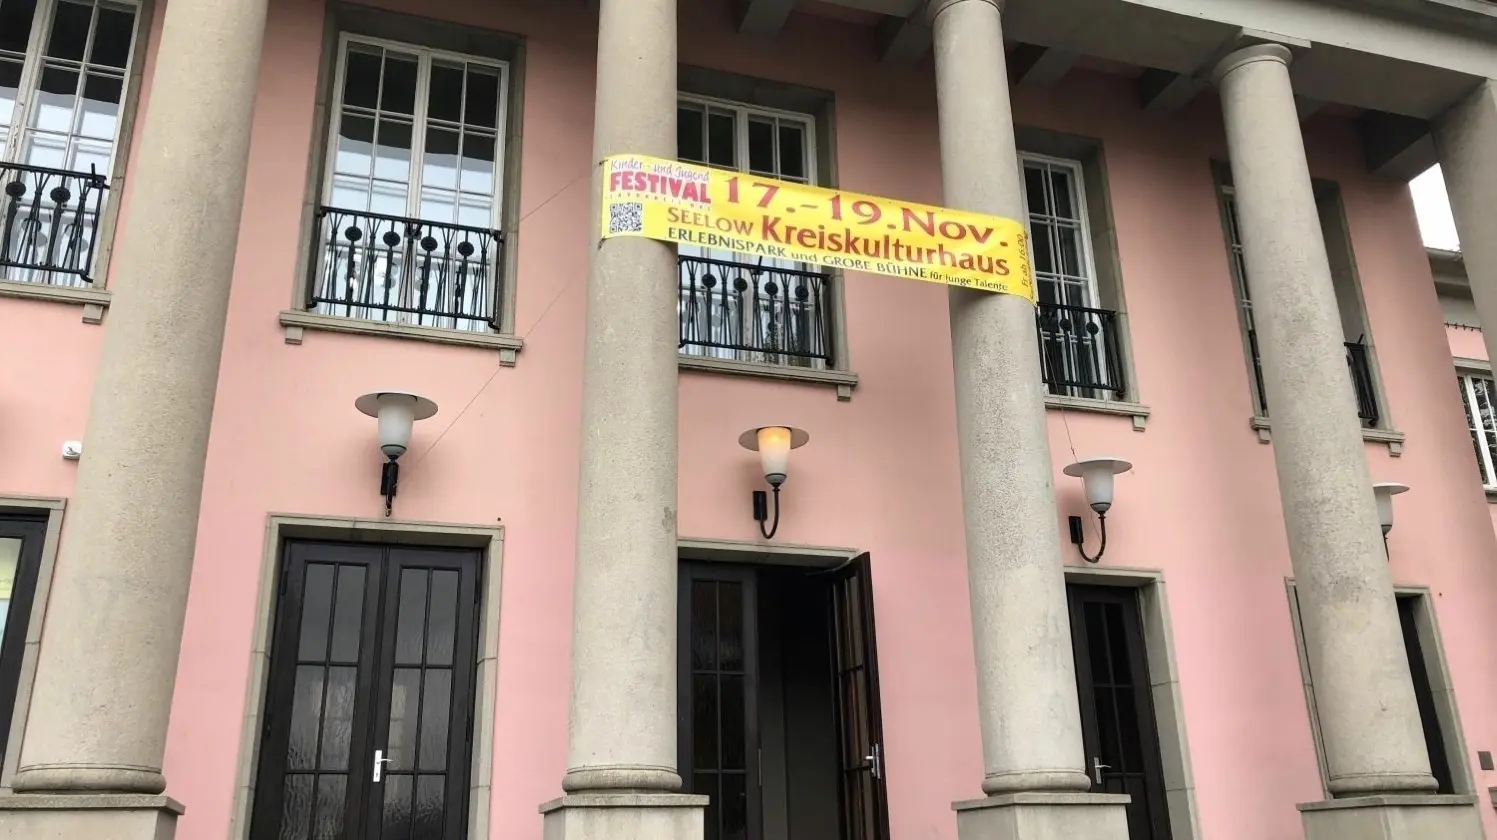 Kinder- und Jugend
FESTIVAL
17.-19.Nov.
SEELOW Kreiskulturhaus
ERLEBNISPARK und GROßE BÜHNE für junge Talente